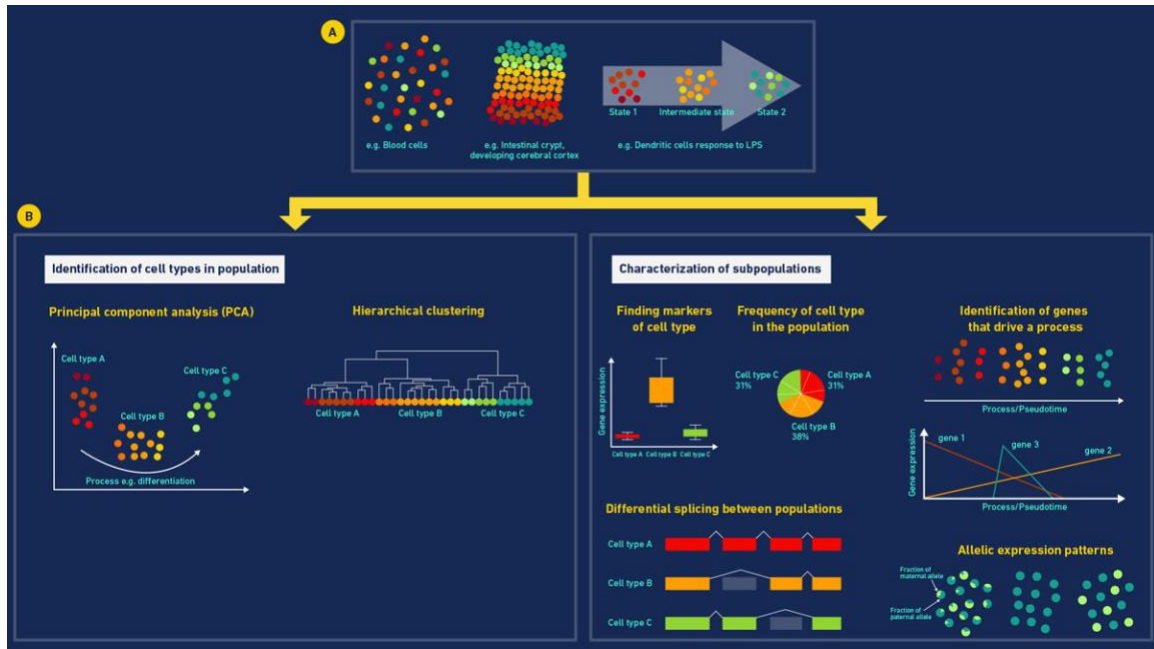 A
State 1
Intermediate state
State 2
e.g. Blood cells
e.g. Intestinal crypt,
developing cerebral cortex
e.g. Dendritic cells response to LPS
B
Identification of cell types in population
Principal component analysis (PCA)
Cell type A
Cell type B
Cell type C
Process e.g. differentiation
Hierarchical clustering
Cell type A
Cell type B
Cell type C
Characterization of subpopulations
Finding markers
of cell type
Gene expression
Cell type A
Cell type B
Cell type C
Frequency of cell type
in the population
Cell type C
31%
Cell type A
31%
Cell type B
38%
Identification of genes
that drive a process
Process/Pseudotime
Gene expression
gene 1
gene 3
gene 2
Process/Pseudotime
Differential splicing between populations
Cell type A
Cell type B
Cell type C
Allelic expression patterns
Fraction of
maternal allele
Fraction of
paternal allele